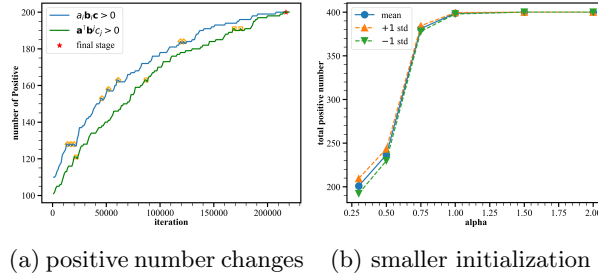 number of Positive
200
180
160
140
120
100
a_i b_i c > 0
final stage
0
50000
100000
150000
200000
iteration
total positive number
400
350
300
250
200
mean
+1 std
−1 std
0.25 0.50 0.75 1.00 1.25 1.50 1.75 2.00
alpha
(a) positive number changes
(b) smaller initialization